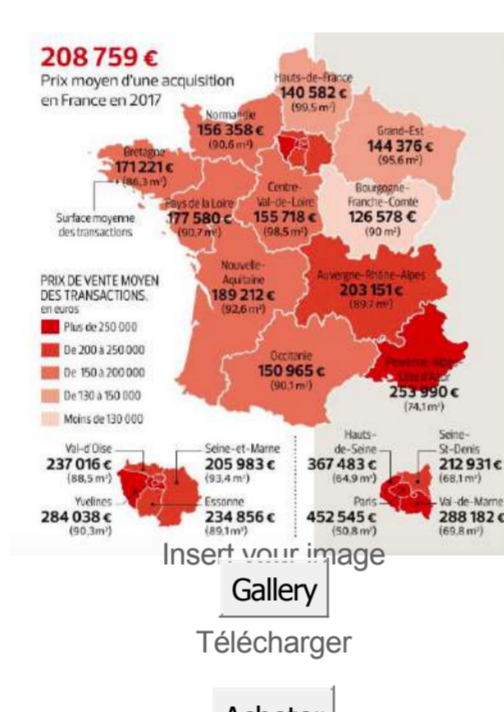 208 759 €
Prix moyen d'une acquisition
en France en 2017
Hauts-de-France
140 582 €
(99,5 m²)
Normandie
156 358 €
(90,6 m²)
Grand-Est
144 376 €
(95,6 m²)
Bretagne
171 221 €
(86,3 m²)
Surface moyenne
des transactions
Pays de la Loire
177 580 €
(90,7 m²)
Centre-
Val-de-Loire
155 718 €
(98,5 m²)
Bourgogne-
Franche-Comté
126 578 €
(90 m²)
Nouvelle-
Aquitaine
189 212 €
(92,6 m²)
Auvergne-Rhône-Alpes
203 151 €
(89,7 m²)
Occitanie
150 965 €
(90,1 m²)
Provence-Alpes-
Côte d'Azur
253 990 €
(74,1 m²)
PRIX DE VENTE MOYEN
DES TRANSACTIONS,
en euros
Plus de 250 000
De 200 à 250 000
De 150 à 200 000
De 130 à 150 000
Moins de 130 000
Val-d'Oise
237 016 €
(88,5 m²)
Seine-et-Marne
205 983 €
(93,4 m²)
Yvelines
284 038 €
(90,3 m²)
Essonne
234 856 €
(89,1 m²)
Hauts-
de-Seine
367 483 €
(64,9 m²)
Seine-
St-Denis
212 931 €
(68,1 m²)
Paris
452 545 €
(50,8 m²)
Val-de-Marne
288 182 €
(69,8 m²)
Insert your image
Gallery
Télécharger
Acheter